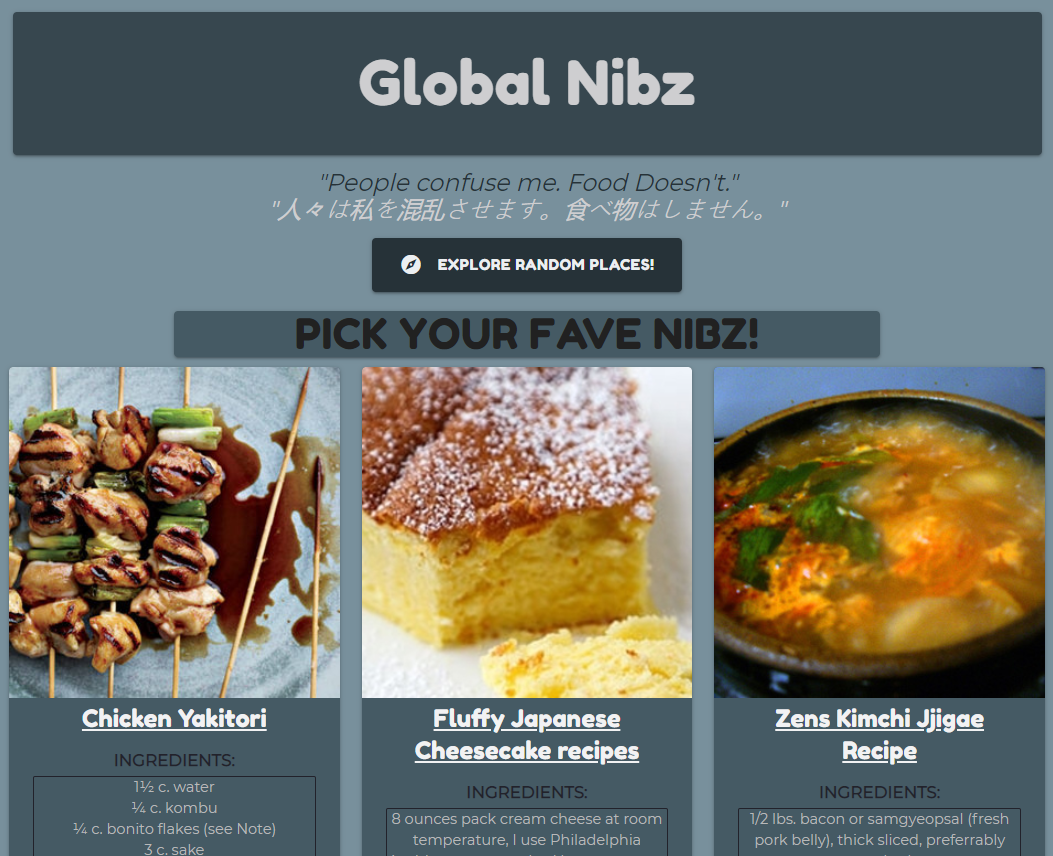 Global Nibz
"People confuse me. Food Doesn't."
"人々は私を混乱させます。食べ物はしません。"
EXPLORE RANDOM PLACES!
PICK YOUR FAVE NIBZ!
Chicken Yakitori
INGREDIENTS:
1½ c. water
¼ c. kombu
¼ c. bonito flakes (see Note)
3 c. sake
Fluffy Japanese
Cheesecake recipes
INGREDIENTS:
8 ounces pack cream cheese at room
temperature, I use Philadelphia
Zens Kimchi Jjigae
Recipe
INGREDIENTS:
1/2 lbs. bacon or samgyeopsal (fresh
pork belly), thick sliced, preferrably